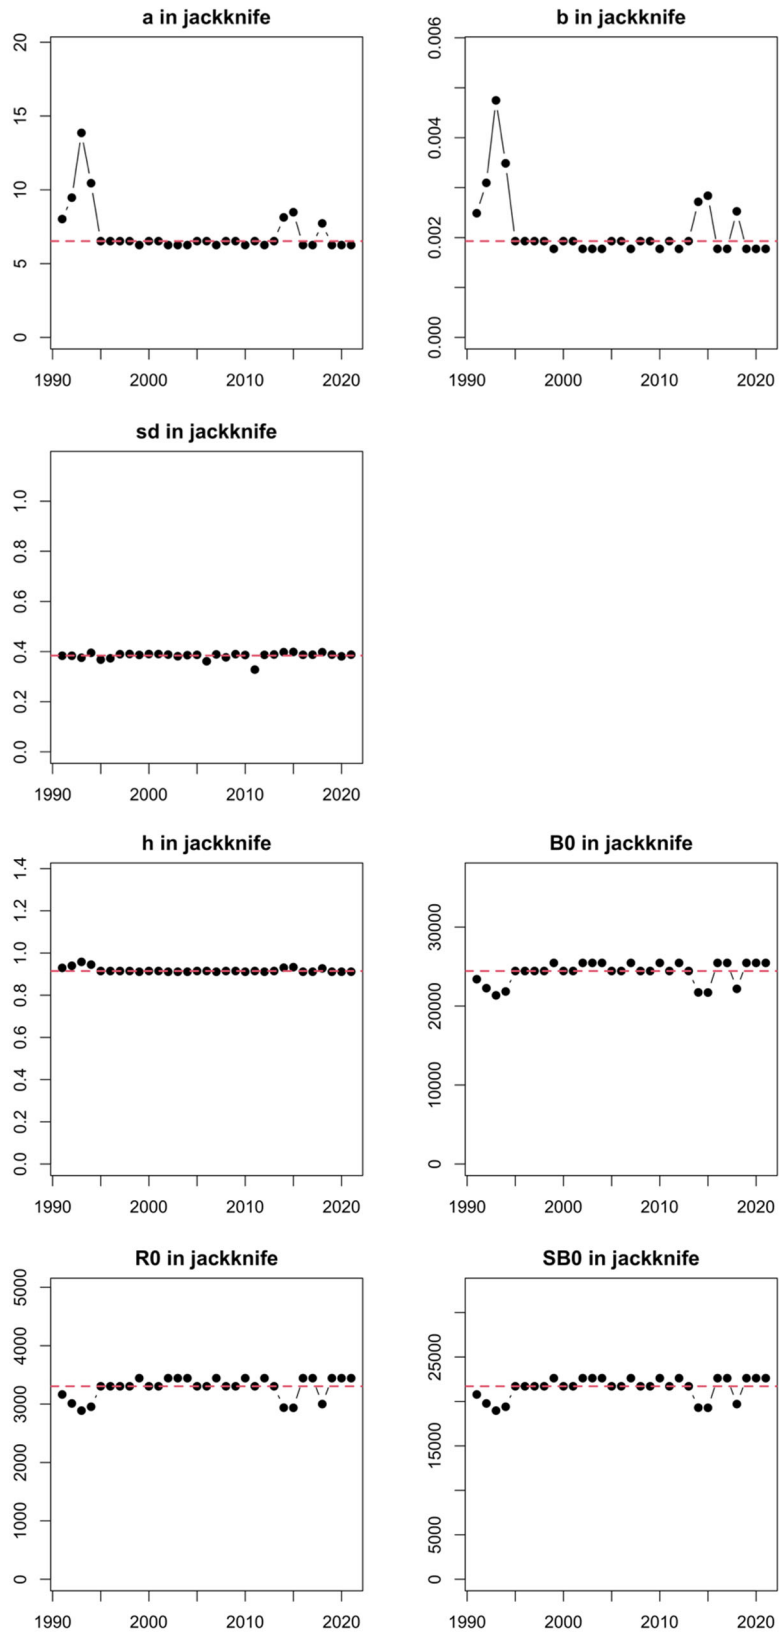 a in jackknife
20
15
10
5
0
1990 2000 2010 2020
b in jackknife
0.006
0.004
0.002
0.000
1990 2000 2010 2020
sd in jackknife
1.0
0.8
0.6
0.4
0.2
0.0
1990 2000 2010 2020
h in jackknife
1.4
1.2
1.0
0.8
0.6
0.4
0.2
0.0
1990 2000 2010 2020
B0 in jackknife
30000
20000
10000
0
1990 2000 2010 2020
R0 in jackknife
5000
4000
3000
2000
1000
0
1990 2000 2010 2020
SB0 in jackknife
25000
15000
5000
0
1990 2000 2010 2020